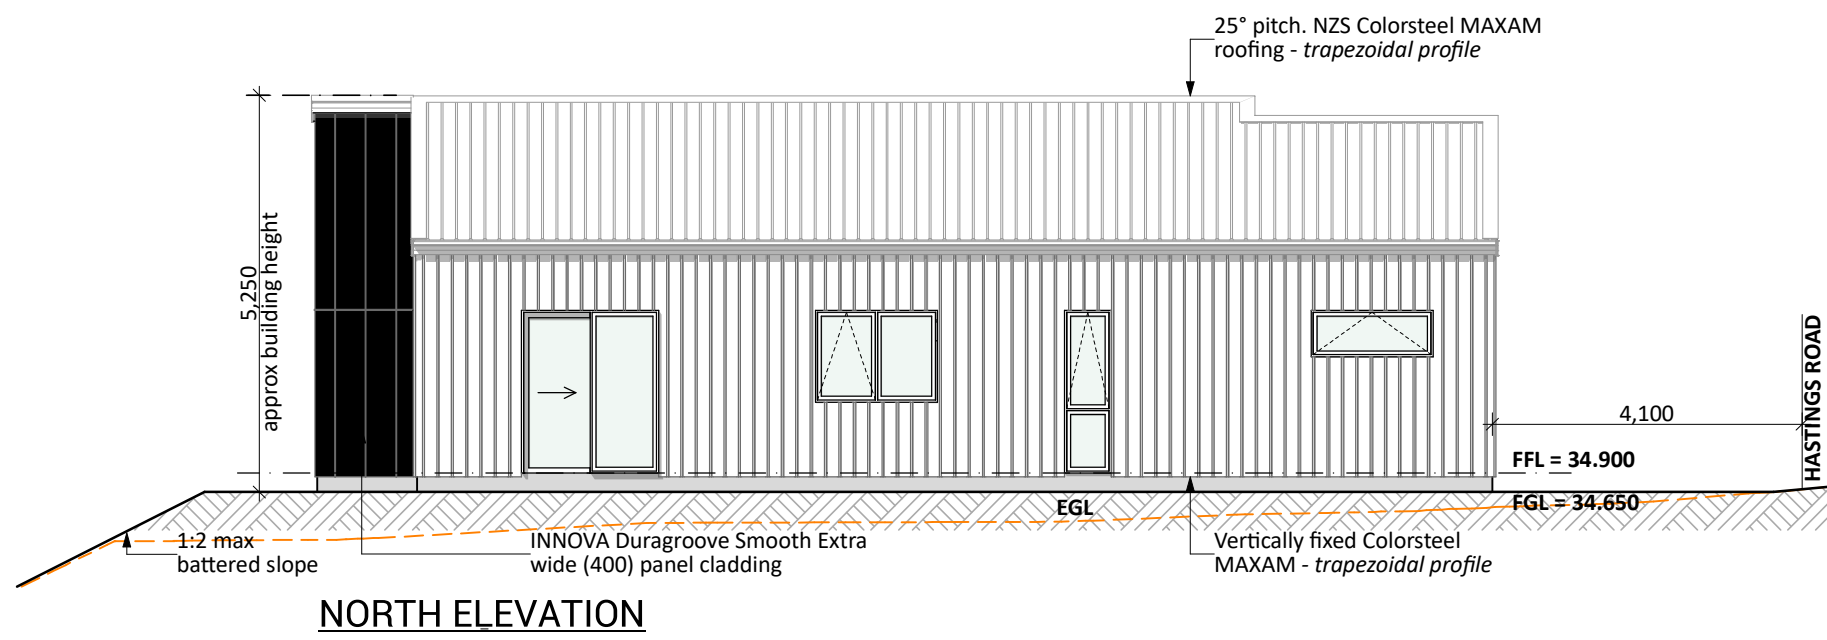 25° pitch. NZS Colorsteel MAXAM
roofing - trapezoidal profile
5,250
approx building height
4,100
HASTINGS ROAD
FFL = 34.900
FGL = 34.650
EGL
1:2 max
battered slope
INNOVA Duragroove Smooth Extra
wide (400) panel cladding
Vertically fixed Colorsteel
MAXAM - trapezoidal profile
NORTH ELEVATION